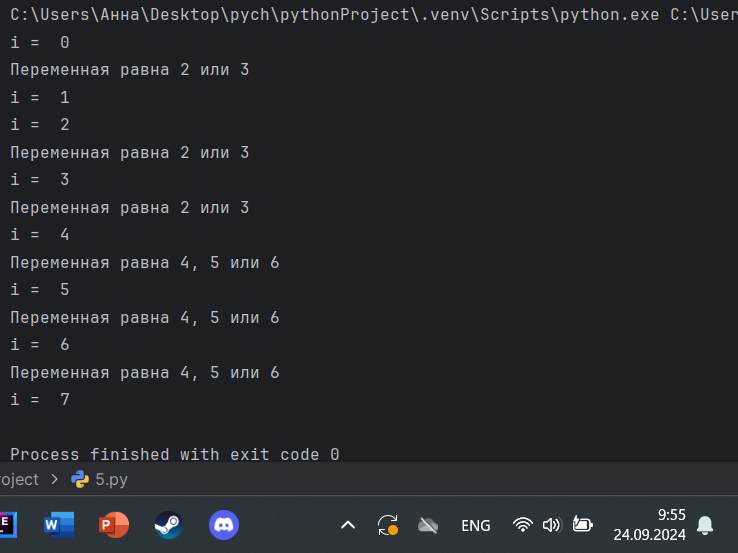 C:\Users\Анна\Desktop\pych\pythonProject\.venv\Scripts\python.exe C:\User
i =  0
Переменная равна 2 или 3
i =  1
i =  2
Переменная равна 2 или 3
i =  3
Переменная равна 2 или 3
i =  4
Переменная равна 4, 5 или 6
i =  5
Переменная равна 4, 5 или 6
i =  6
Переменная равна 4, 5 или 6
i =  7
Process finished with exit code 0
oject > 5.py
ENG
9:55
24.09.2024